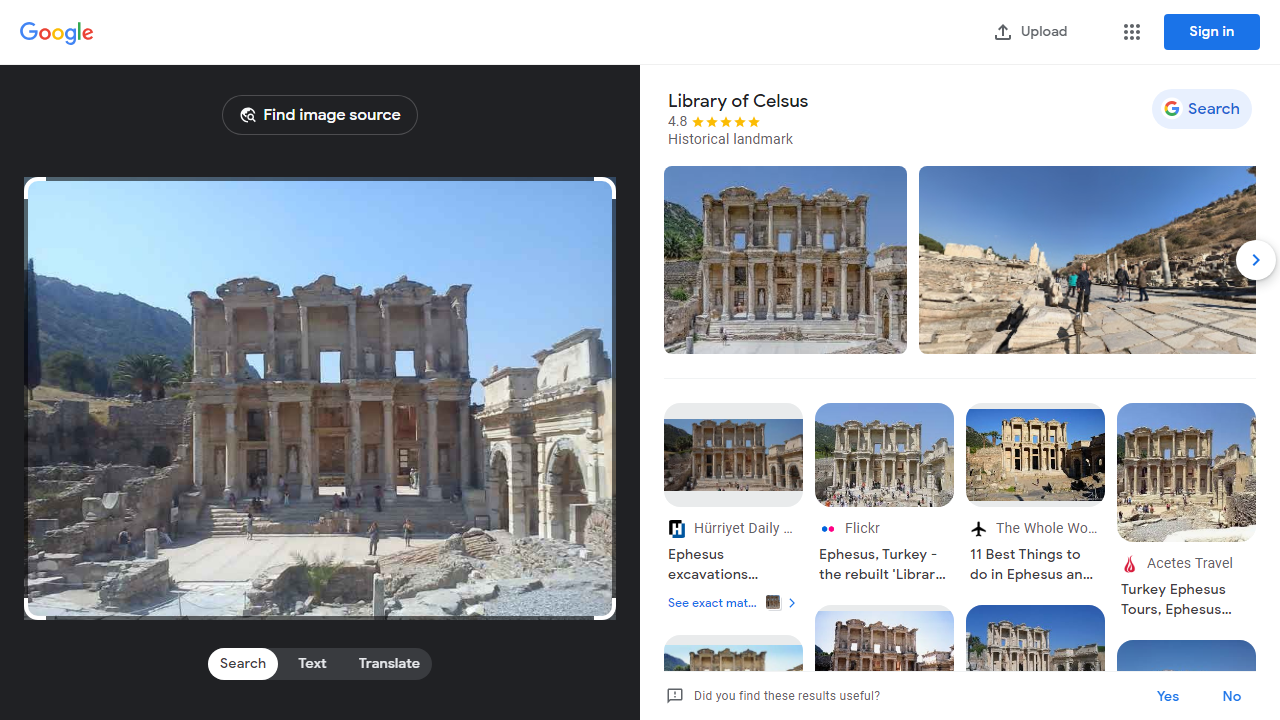 Google
Upload
Sign in
Find image source
Library of Celsus
4.8
Historical landmark
Search
Hürriyet Daily ...
Ephesus
excavations...
See exact mat...
Flickr
Ephesus, Turkey -
the rebuilt 'Librar...
The Whole Wo...
11 Best Things to
do in Ephesus an...
Acetes Travel
Turkey Ephesus
Tours, Ephesus...
Search
Text
Translate
Did you find these results useful?
Yes
No